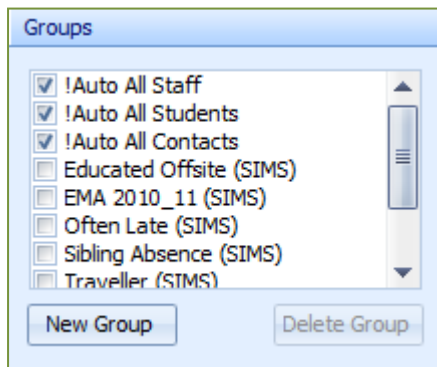 Groups
!Auto All Staff
!Auto All Students
!Auto All Contacts
Educated Offsite (SIMS)
EMA 2010_11 (SIMS)
Often Late (SIMS)
Sibling Absence (SIMS)
Traveller (SIMS)
New Group Delete Group